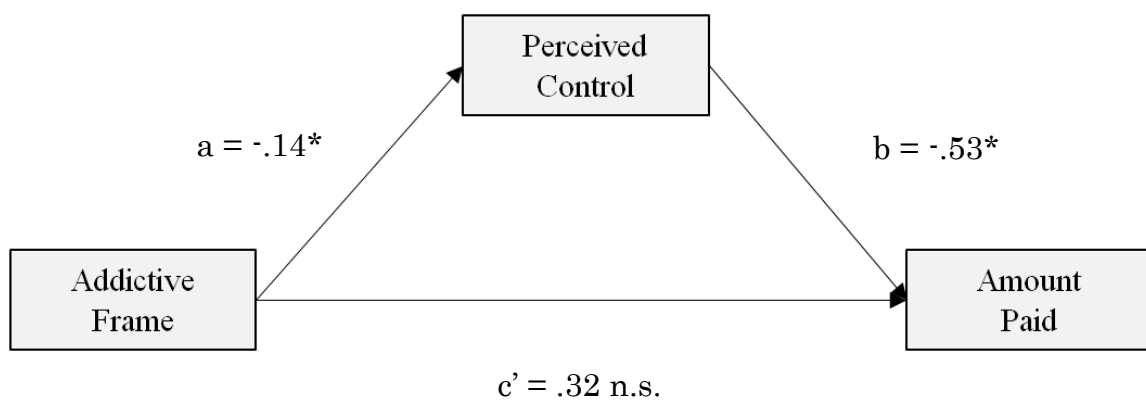 Perceived
Control
a = -.14*
b = -.53*
Addictive
Frame
Amount
Paid
c’ = .32 n.s.